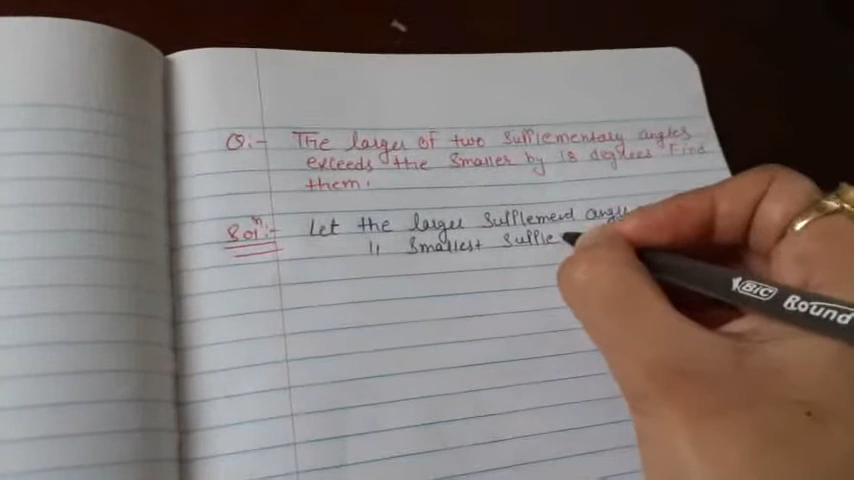 Q:- The larger of two supplementary angles
exceeds the smaller by 18 degrees Find
them.
Solⁿ:- Let the larger supplement angle
" smallest supple
BIC Round